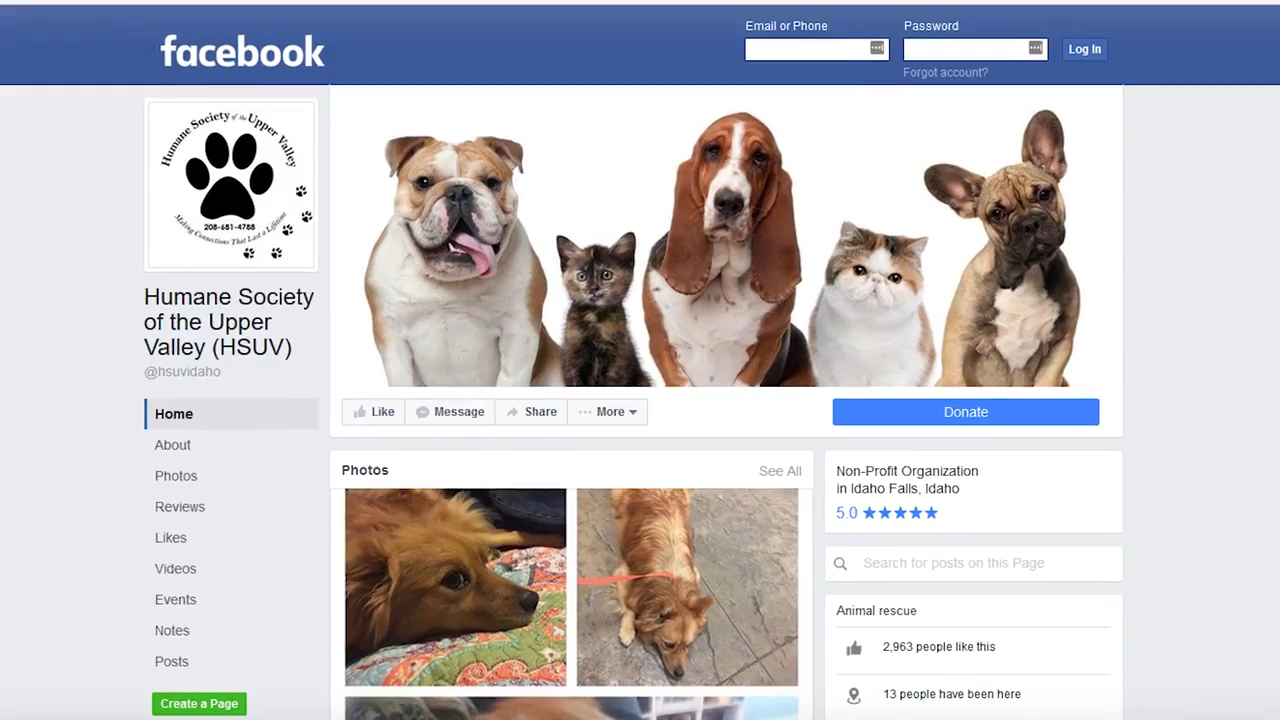 facebook
Email or Phone
Password
Log In
Forgot account?
Humane Society of the Upper Valley
208-681-4788
Making Connections That Last a Lifetime
Humane Society
of the Upper
Valley (HSUV)
@hsuvidaho
Home
About
Photos
Reviews
Likes
Videos
Events
Notes
Posts
Create a Page
Like
Message
Share
More
Donate
Photos
See All
Non-Profit Organization
in Idaho Falls, Idaho
5.0
Search for posts on this Page
Animal rescue
2,963 people like this
13 people have been here